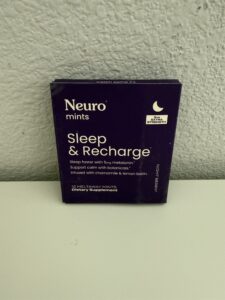 Neuro
mints
Sleep
& Recharge
Sleep faster with 5mg melatonin
Support calm with botanicals
Infused with chamomile & lemon balm
Dietary Supplement